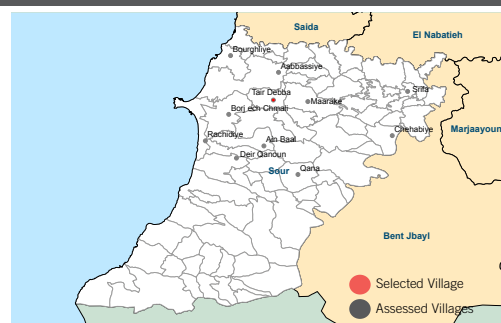 Saida
El Nabatieh
Bourghliye
Aabbassiye
Tair Debba
Maarake
Srifa
Borj ech Chmali
Rachidiye
Ain Baal
Chehabiye
Marjaayoun
Deir Qanoun
Qana
Sour
Bent Jbayl
Selected Village
Assessed Villages